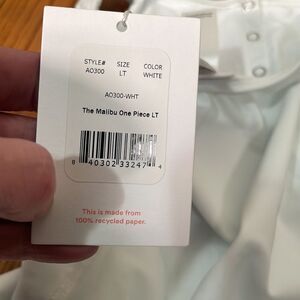 STYLE# SIZE COLOR
AO300 LT WHITE
AO300-WHT
The Malibu One Piece LT
8 40302 33247 4
This is made from
100% recycled paper.